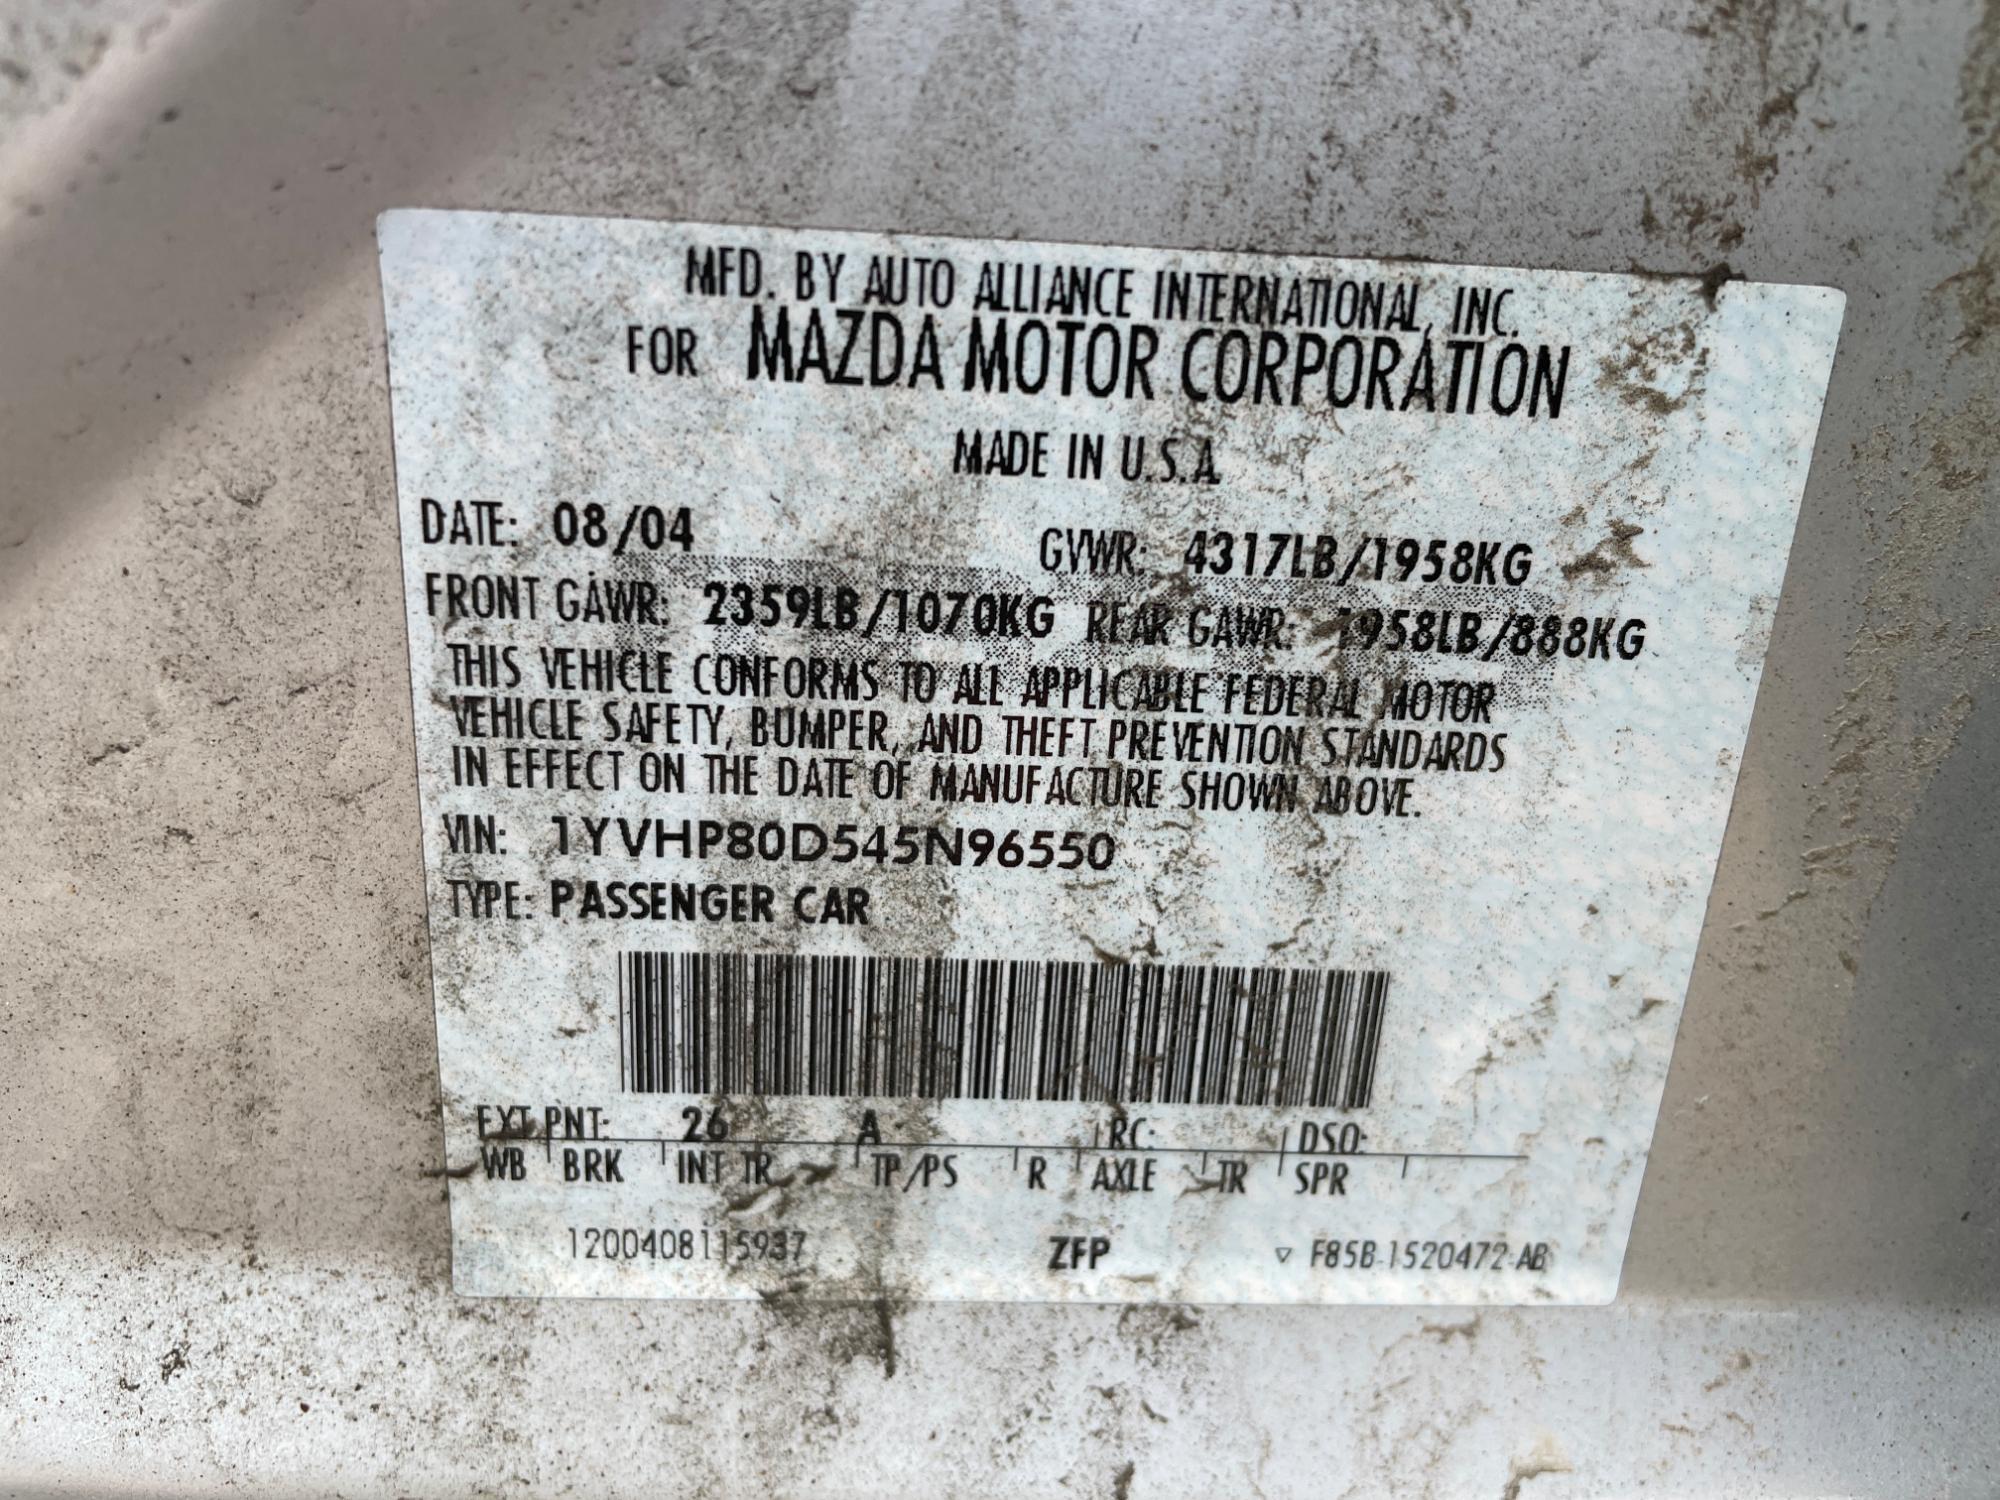 MFD. BY AUTO ALLIANCE INTERNATIONAL, INC.
FOR MAZDA MOTOR CORPORATION
MADE IN U.S.A
DATE: 08/04 GVWR: 4317LB/1958KG
FRONT GAWR: 2359LB/1070KG REAR GAWR: 1958LB/888KG
THIS VEHICLE CONFORMS TO ALL APPLICABLE FEDERAL MOTOR
VEHICLE SAFETY, BUMPER, AND THEFT PREVENTION STANDARDS
IN EFFECT ON THE DATE OF MANUFACTURE SHOWN ABOVE.
VIN: 1YVHP80D545N96550
TYPE: PASSENGER CAR
EXT PNT: 26 A RC: DSO:
WB BRK INT TR TP/PS R AXLE TR SPR
1200408115937 ZFP ▽ F85B-1520472-AB